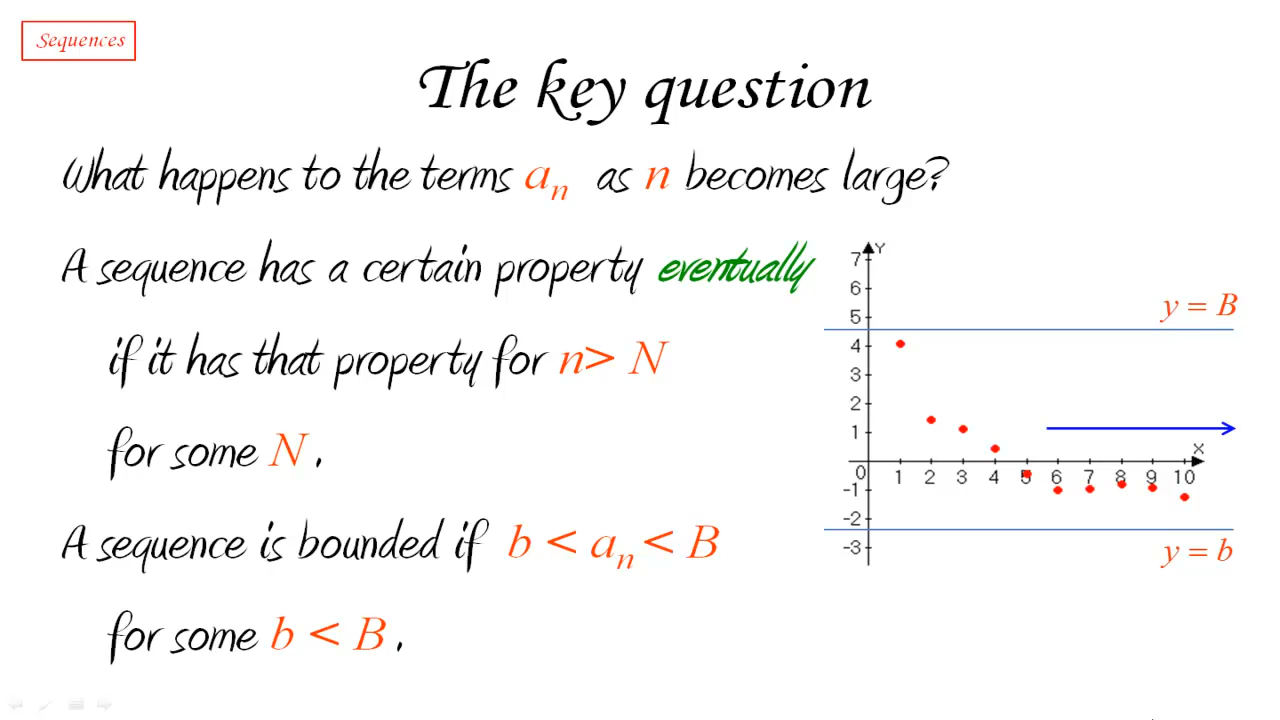 Sequences
The key question
What happens to the terms aₙ as n becomes large?
A sequence has a certain property eventually
if it has that property for n> N
for some N .
A sequence is bounded if b < aₙ < B
for some b < B .
Y
7
6
5
4
3
2
1
0
-1
-2
-3
1 2 3 4 5 6 7 8 9 10
X
y = B
y = b